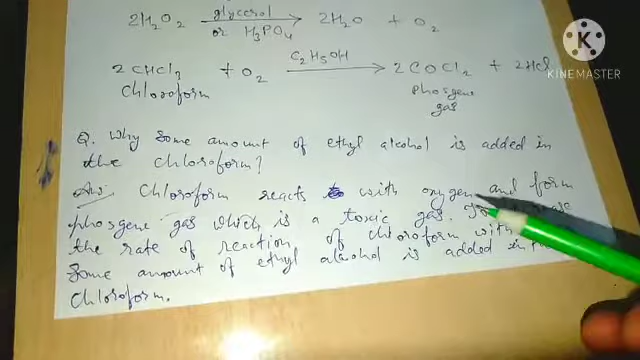 2H₂O₂ glycerol or H₃PO₄ → 2H₂O + O₂
2CHCl₃ + O₂ C₂H₅OH → 2COCl₂ + 2HCl
Chloroform phosgene gas
KINEMASTER
Q. Why some amount of ethyl alcohol is added in
the chloroform?
Ans Chloroform reacts with oxygen and form
phosgene gas which is a toxic gas.
the rate of reaction of chloroform with
some amount of ethyl alcohol is added in
chloroform.